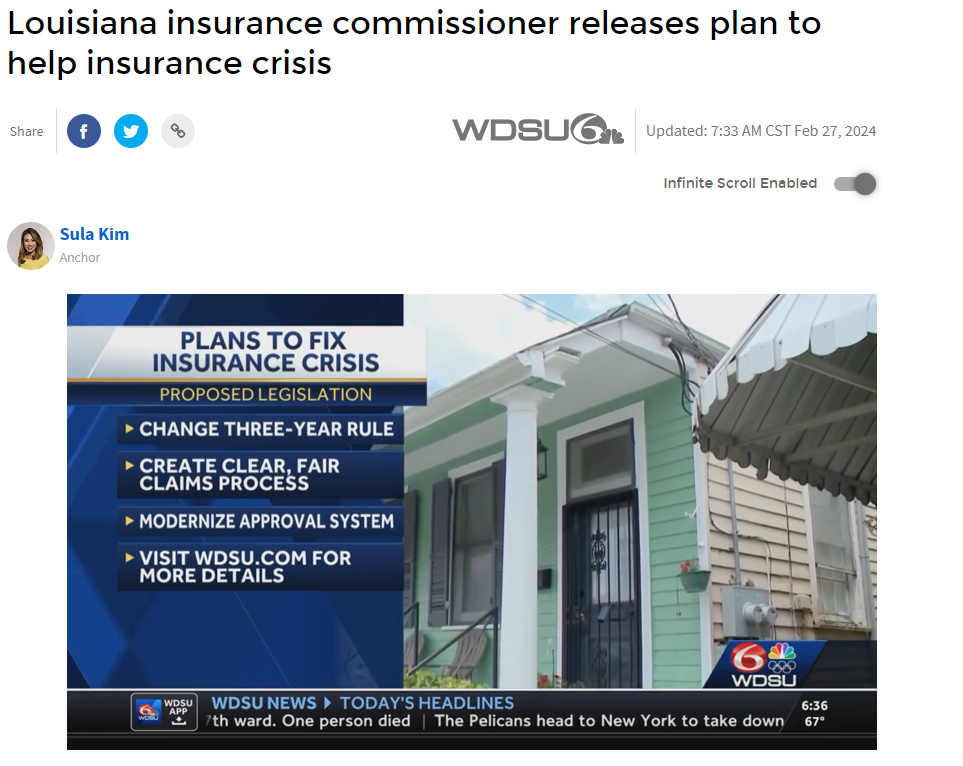 Louisiana insurance commissioner releases plan to
help insurance crisis
Share
f
WDSU6
Updated: 7:33 AM CST Feb 27, 2024
Infinite Scroll Enabled
Sula Kim
Anchor
PLANS TO FIX
INSURANCE CRISIS
PROPOSED LEGISLATION
CHANGE THREE-YEAR RULE
CREATE CLEAR, FAIR
CLAIMS PROCESS
MODERNIZE APPROVAL SYSTEM
VISIT WDSU.COM FOR
MORE DETAILS
6
WDSU
6
WDSU
WDSU
APP
WDSU NEWS TODAY'S HEADLINES
7th ward. One person died | The Pelicans head to New York to take down
6:36
67°